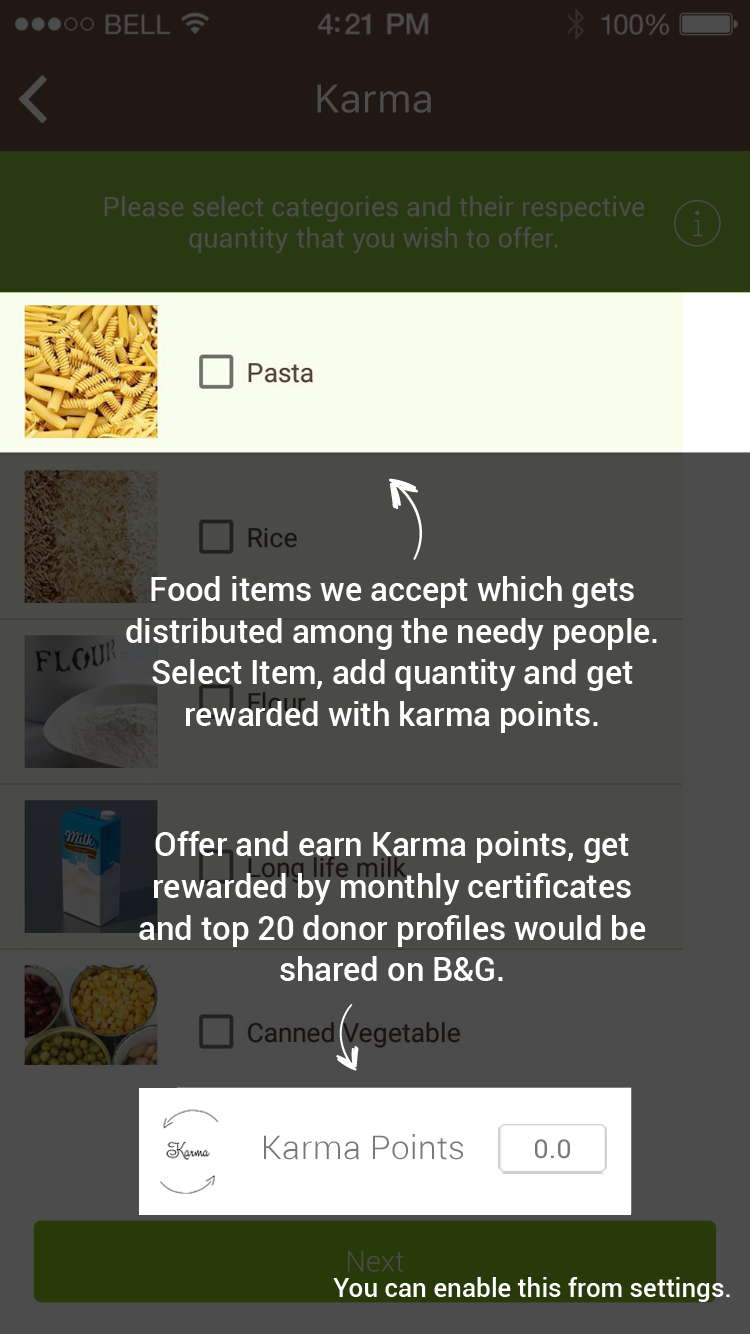 BELL 4:21 PM 100%
Karma
Please select categories and their respective
quantity that you wish to offer.
i
Pasta
Rice
Food items we accept which gets
distributed among the needy people.
Select Item, add quantity and get
rewarded with karma points.
FLOUR
Flour
Milk
Offer and earn Karma points, get
Long life milk
rewarded by monthly certificates
and top 20 donor profiles would be
shared on B&G.
Canned Vegetable
Karma
Karma Points
0.0
Next
You can enable this from settings.